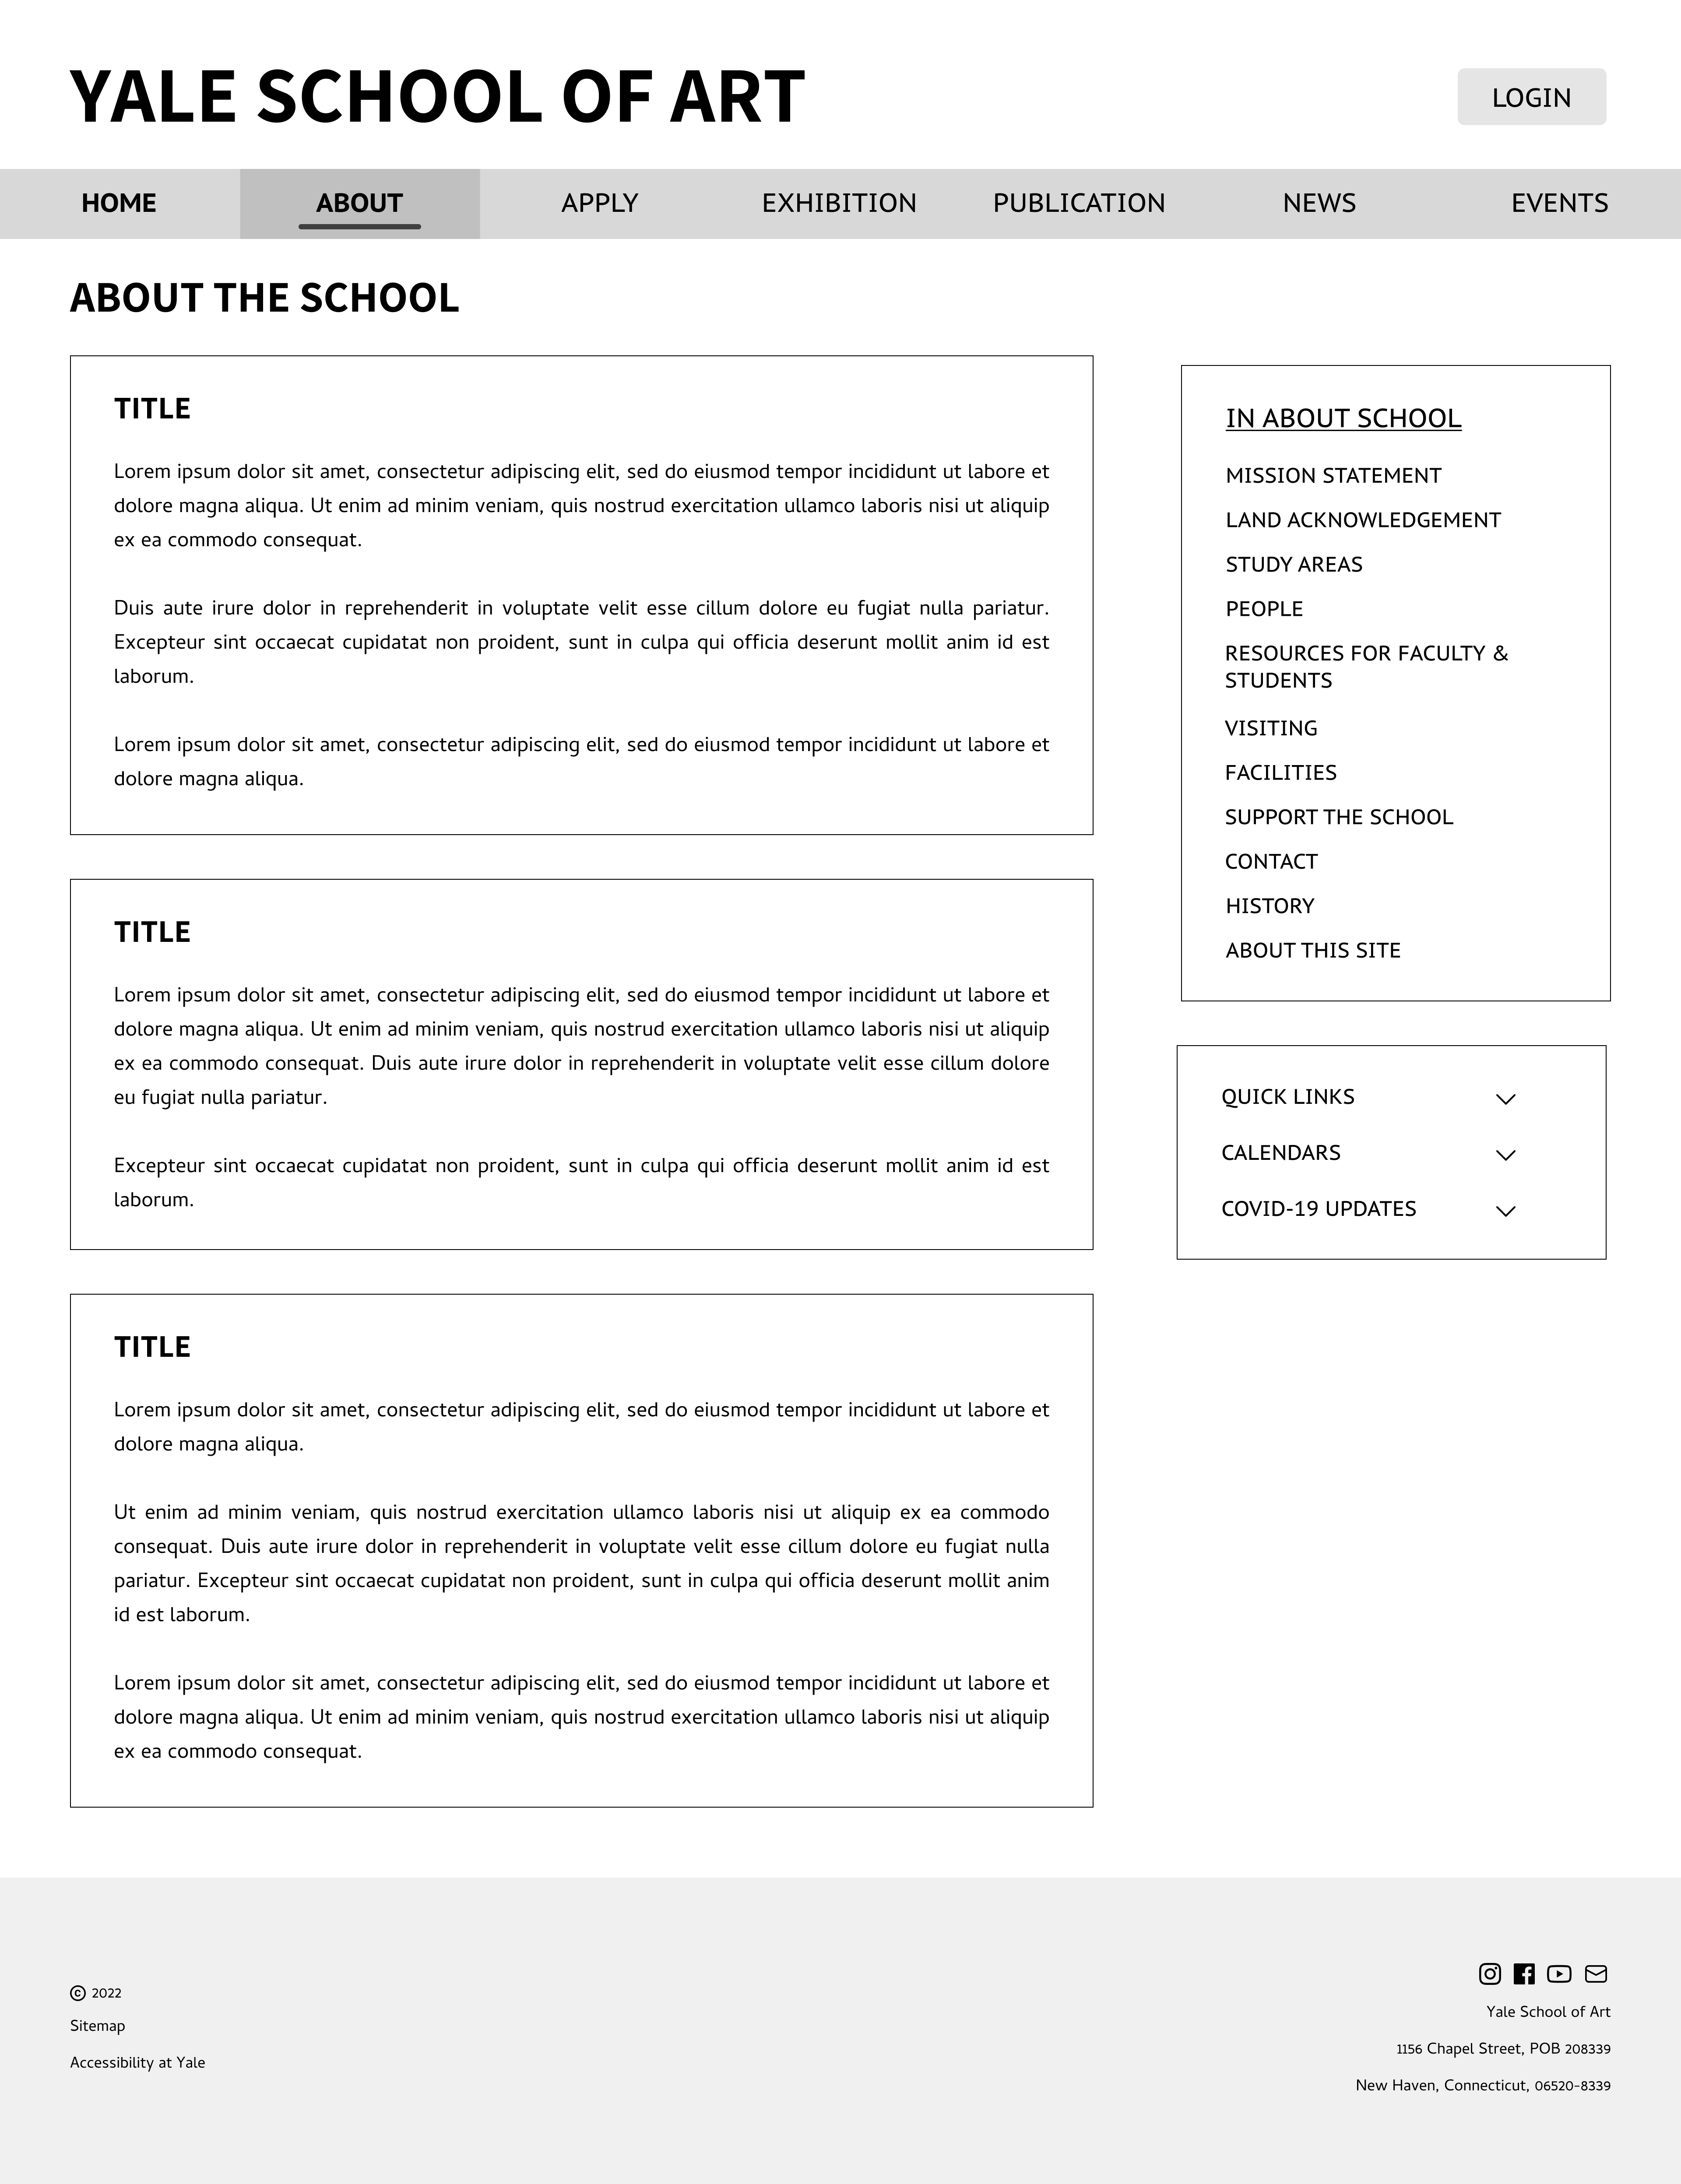 YALE SCHOOL OF ART
LOGIN
HOME
ABOUT
APPLY
EXHIBITION
PUBLICATION
NEWS
EVENTS
ABOUT THE SCHOOL
TITLE
Lorem ipsum dolor sit amet, consectetur adipiscing elit, sed do eiusmod tempor incididunt ut labore et
dolore magna aliqua. Ut enim ad minim veniam, quis nostrud exercitation ullamco laboris nisi ut aliquip
ex ea commodo consequat.
Duis aute irure dolor in reprehenderit in voluptate velit esse cillum dolore eu fugiat nulla pariatur.
Excepteur sint occaecat cupidatat non proident, sunt in culpa qui officia deserunt mollit anim id est
laborum.
Lorem ipsum dolor sit amet, consectetur adipiscing elit, sed do eiusmod tempor incididunt ut labore et
dolore magna aliqua.
TITLE
Lorem ipsum dolor sit amet, consectetur adipiscing elit, sed do eiusmod tempor incididunt ut labore et
dolore magna aliqua. Ut enim ad minim veniam, quis nostrud exercitation ullamco laboris nisi ut aliquip
ex ea commodo consequat. Duis aute irure dolor in reprehenderit in voluptate velit esse cillum dolore
eu fugiat nulla pariatur.
Excepteur sint occaecat cupidatat non proident, sunt in culpa qui officia deserunt mollit anim id est
laborum.
TITLE
Lorem ipsum dolor sit amet, consectetur adipiscing elit, sed do eiusmod tempor incididunt ut labore et
dolore magna aliqua.
Ut enim ad minim veniam, quis nostrud exercitation ullamco laboris nisi ut aliquip ex ea commodo
consequat. Duis aute irure dolor in reprehenderit in voluptate velit esse cillum dolore eu fugiat nulla
pariatur. Excepteur sint occaecat cupidatat non proident, sunt in culpa qui officia deserunt mollit anim
id est laborum.
Lorem ipsum dolor sit amet, consectetur adipiscing elit, sed do eiusmod tempor incididunt ut labore et
dolore magna aliqua. Ut enim ad minim veniam, quis nostrud exercitation ullamco laboris nisi ut aliquip
ex ea commodo consequat.
IN ABOUT SCHOOL
MISSION STATEMENT
LAND ACKNOWLEDGEMENT
STUDY AREAS
PEOPLE
RESOURCES FOR FACULTY &
STUDENTS
VISITING
FACILITIES
SUPPORT THE SCHOOL
CONTACT
HISTORY
ABOUT THIS SITE
QUICK LINKS
CALENDARS
COVID-19 UPDATES
© 2022
Sitemap
Accessibility at Yale
Yale School of Art
1156 Chapel Street, POB 208339
New Haven, Connecticut, 06520-8339